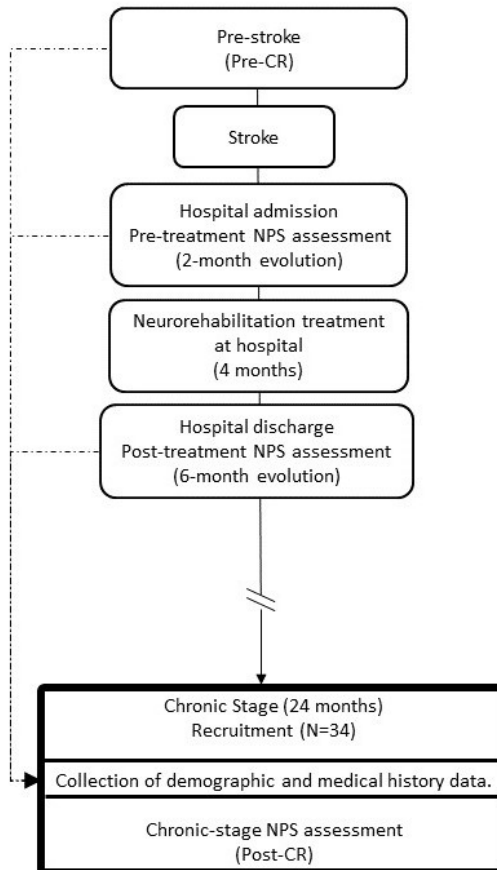 Pre-stroke
(Pre-CR)
Stroke
Hospital admission
Pre-treatment NPS assessment
(2-month evolution)
Neurorehabilitation treatment
at hospital
(4 months)
Hospital discharge
Post-treatment NPS assessment
(6-month evolution)
Chronic Stage (24 months)
Recruitment (N=34)
Collection of demographic and medical history data.
Chronic-stage NPS assessment
(Post-CR)